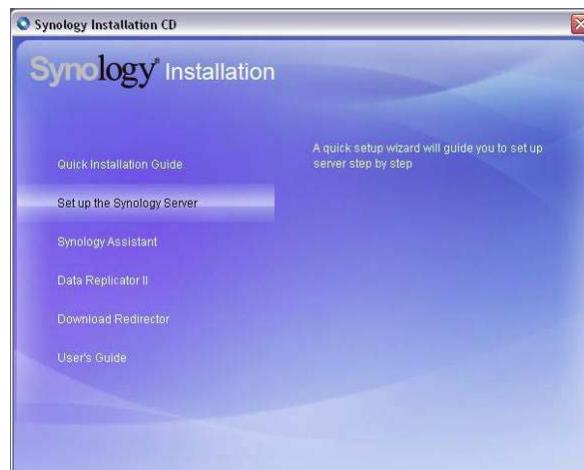 Synology Installation CD
Synology® Installation
Quick Installation Guide
Set up the Synology Server
Synology Assistant
Data Replicator II
Download Redirector
User's Guide
A quick setup wizard will guide you to set up
server step by step